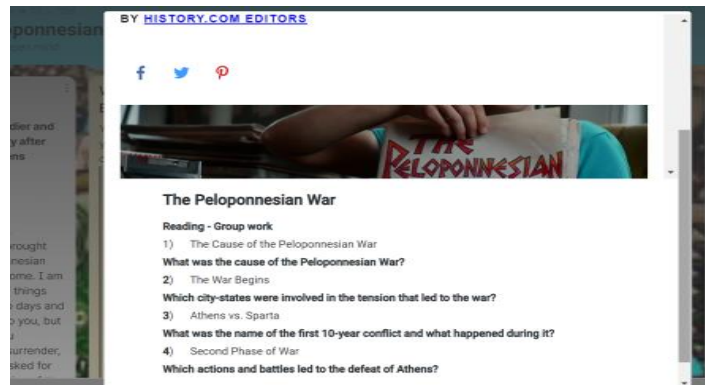 BY HISTORY.COM EDITORS
THE
PELOPONNESIAN
The Peloponnesian War
Reading - Group work
1) The Cause of the Peloponnesian War
What was the cause of the Peloponnesian War?
2) The War Begins
Which city-states were involved in the tension that led to the war?
3) Athens vs. Sparta
What was the name of the first 10-year conflict and what happened during it?
4) Second Phase of War
Which actions and battles led to the defeat of Athens?
ponnesian
dier and
y after
ns
rought
nesian
ome. I am
things
days and
you, but
surrender,
sked for